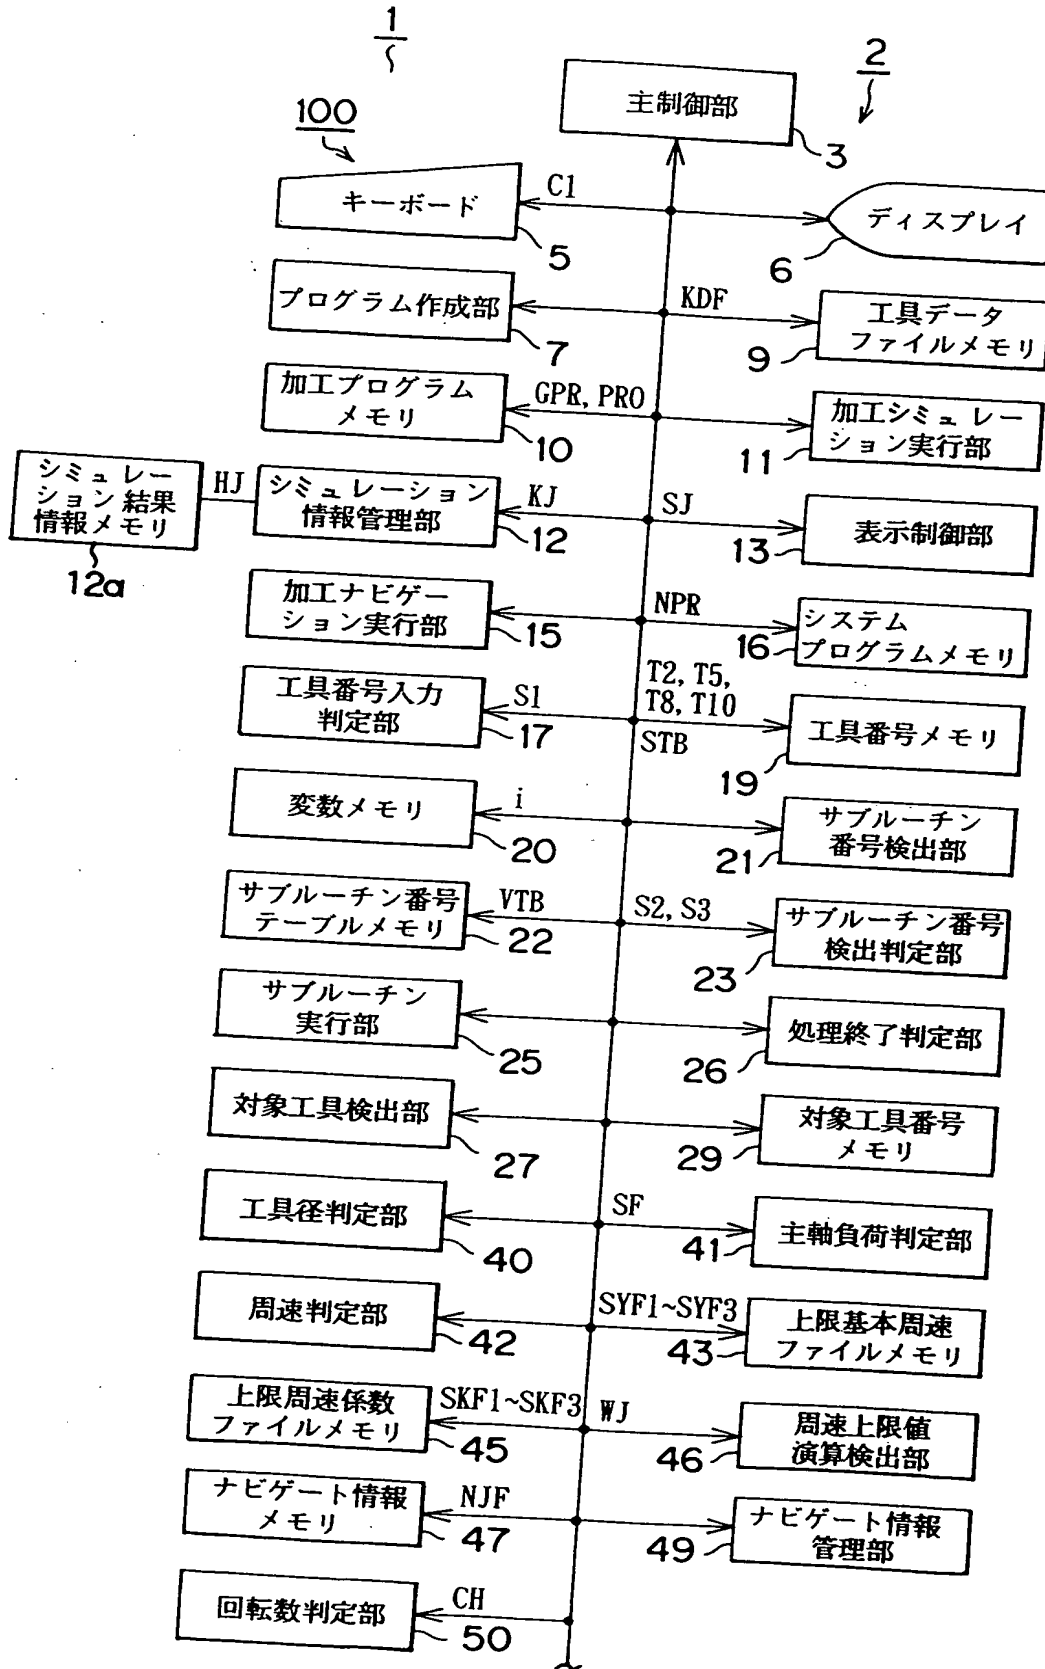 1
2
主制御部
3
100
キーボード
5
C1
ディスプレイ
6
プログラム作成部
7
KDF
工具データ
ファイルメモリ
9
加工プログラム
メモリ
10
GPR, PRO
加工シミュレー
ション実行部
11
シミュレー
ション結果
情報メモリ
12a
HJ
シミュレーション
情報管理部
12
KJ
SJ
表示制御部
13
加工ナビゲー
ション実行部
15
NPR
システム
プログラムメモリ
16
工具番号入力
判定部
17
S1
T2, T5,
T8, T10
STB
工具番号メモリ
19
変数メモリ
20
i
サブルーチン
番号検出部
21
サブルーチン番号
テーブルメモリ
22
VTB
S2, S3
サブルーチン番号
検出判定部
23
サブルーチン
実行部
25
処理終了判定部
26
対象工具検出部
27
対象工具番号
メモリ
29
工具径判定部
40
SF
主軸負荷判定部
41
周速判定部
42
SYF1~SYF3
上限基本周速
ファイルメモリ
43
上限周速係数
ファイルメモリ
45
SKF1~SKF3
WJ
周速上限値
演算検出部
46
ナビゲート情報
メモリ
47
NJF
ナビゲート情報
管理部
49
回転数判定部
50
CH